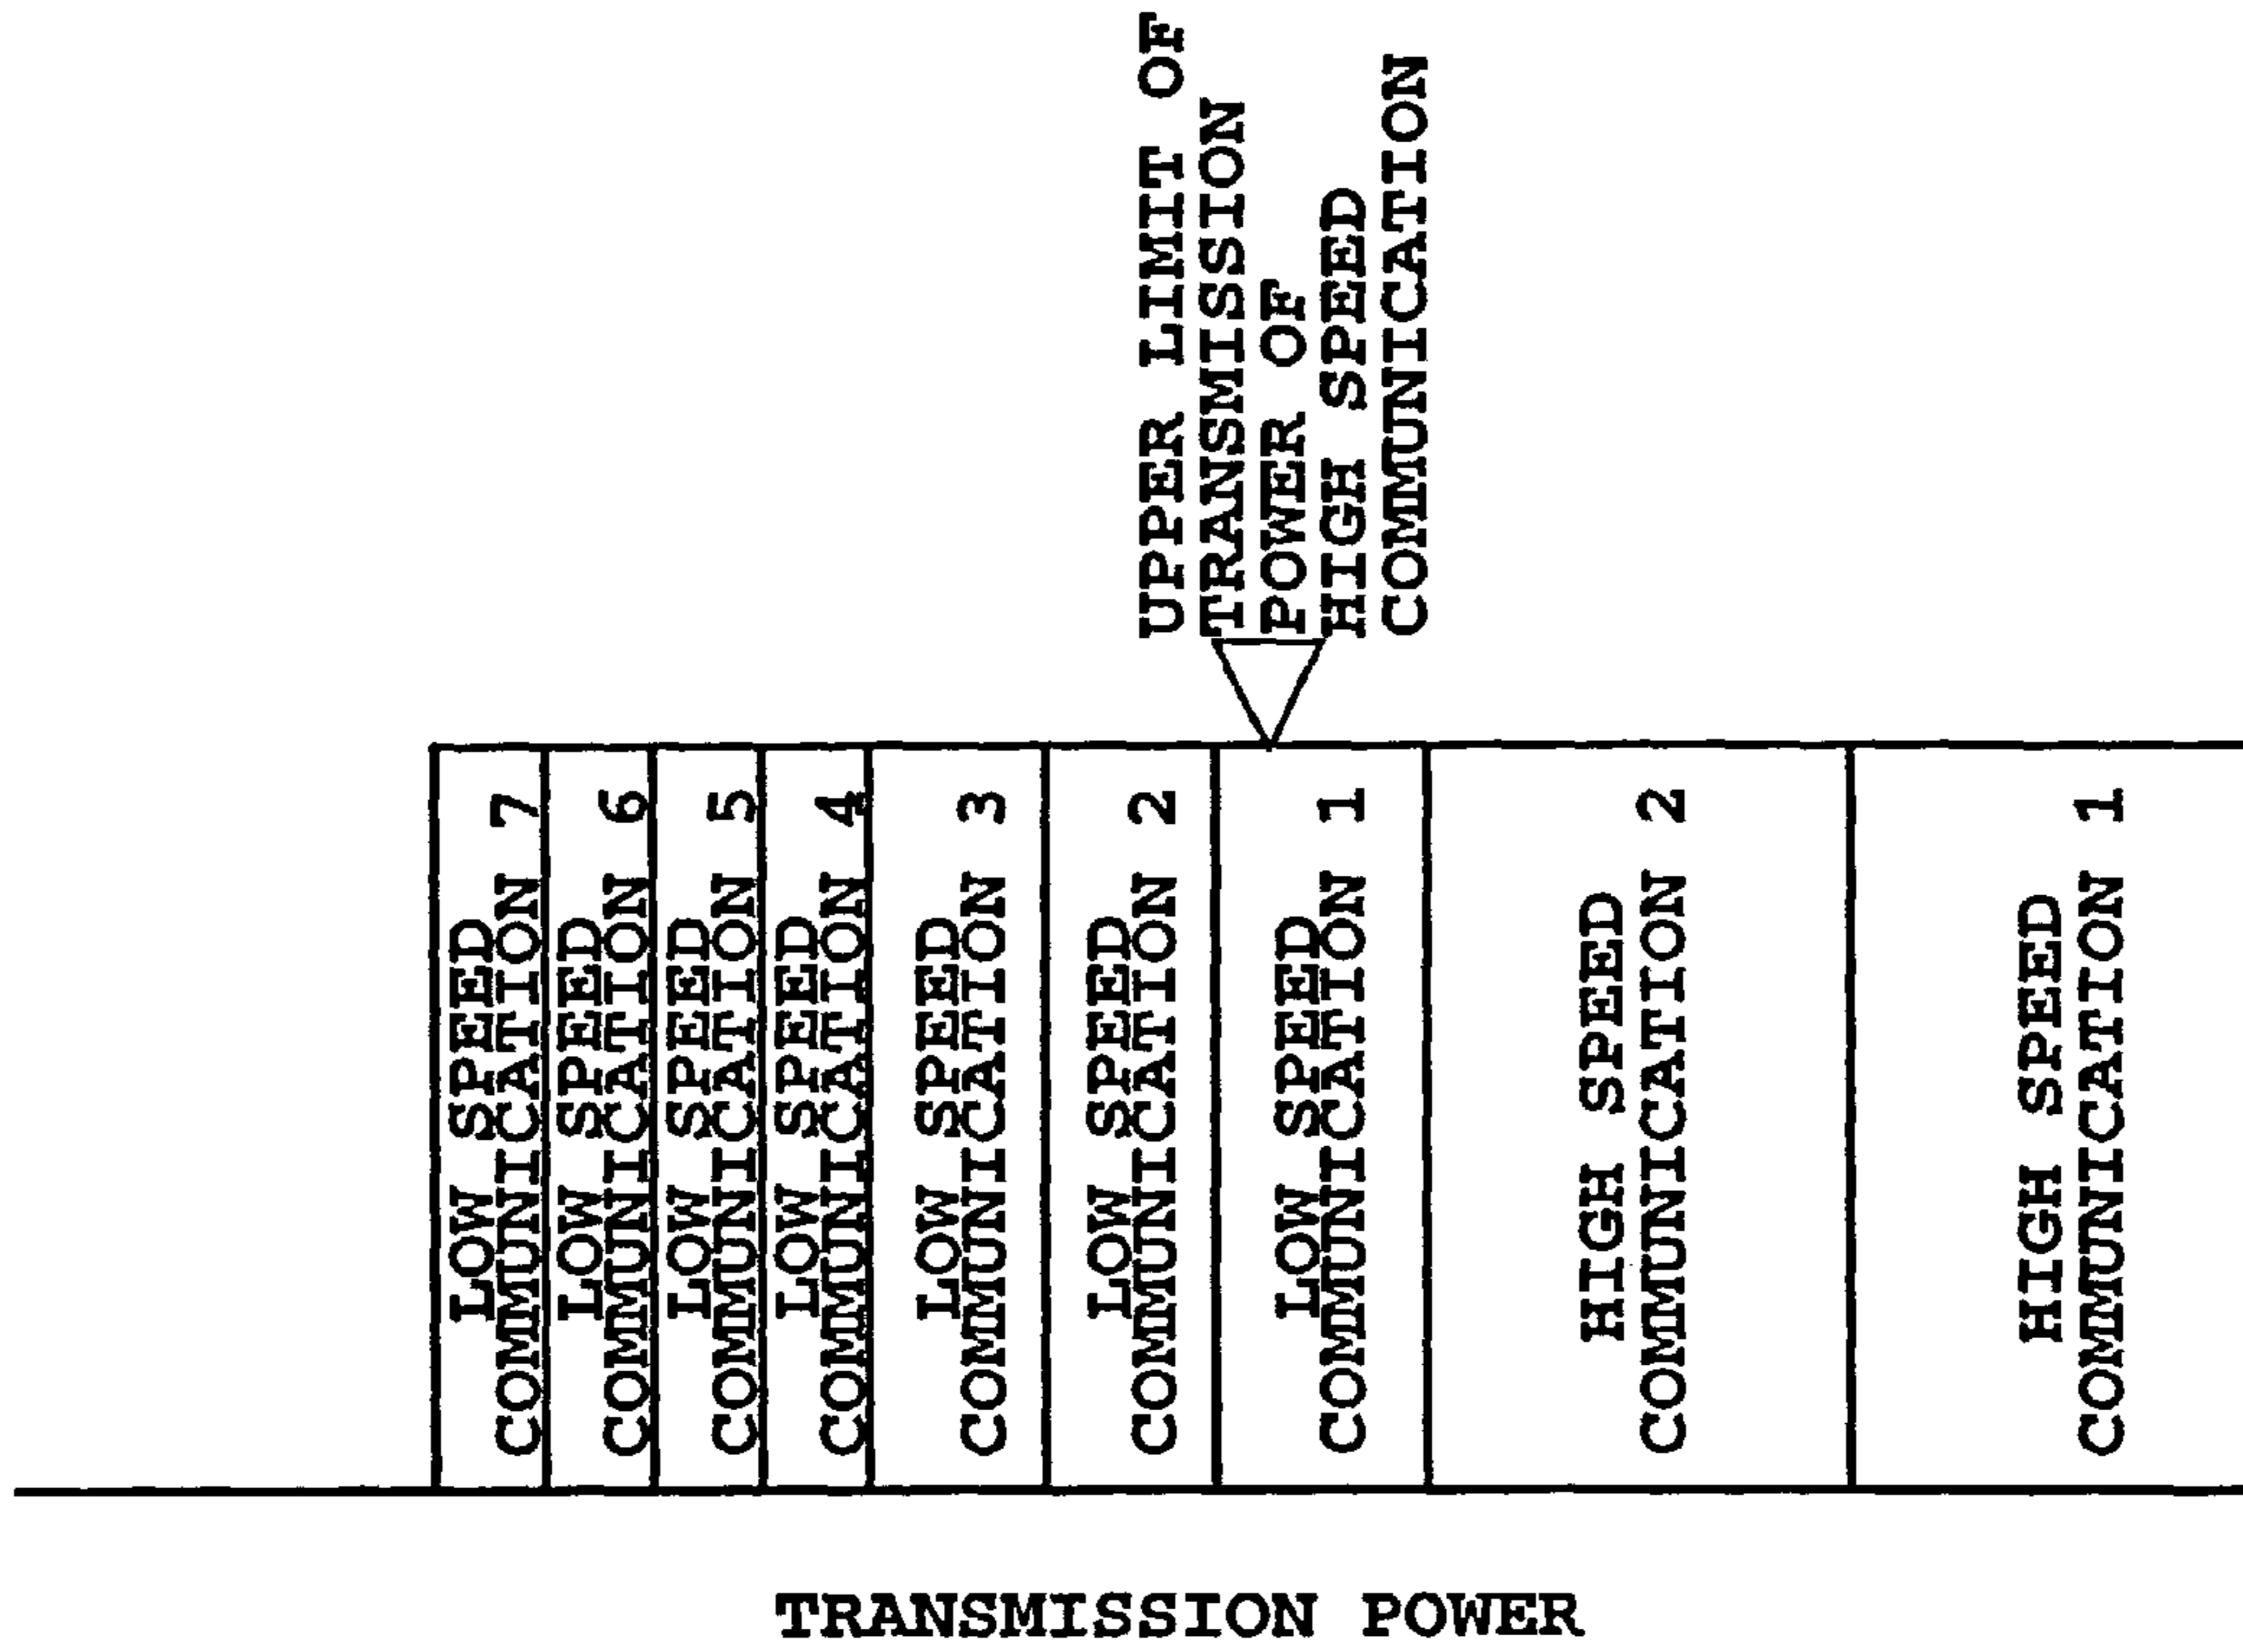 UPPER LIMIT OF
TRANSMISSION
POWER OF
HIGH SPEED
COMMUNICATION
LOW SPEED
COMMUNICATION 7
LOW SPEED
COMMUNICATION 6
LOW SPEED
COMMUNICATION 5
LOW SPEED
COMMUNICATION 4
LOW SPEED
COMMUNICATION 3
LOW SPEED
COMMUNICATION 2
LOW SPEED
COMMUNICATION 1
HIGH SPEED
COMMUNICATION 2
HIGH SPEED
COMMUNICATION 1
TRANSMISSION POWER